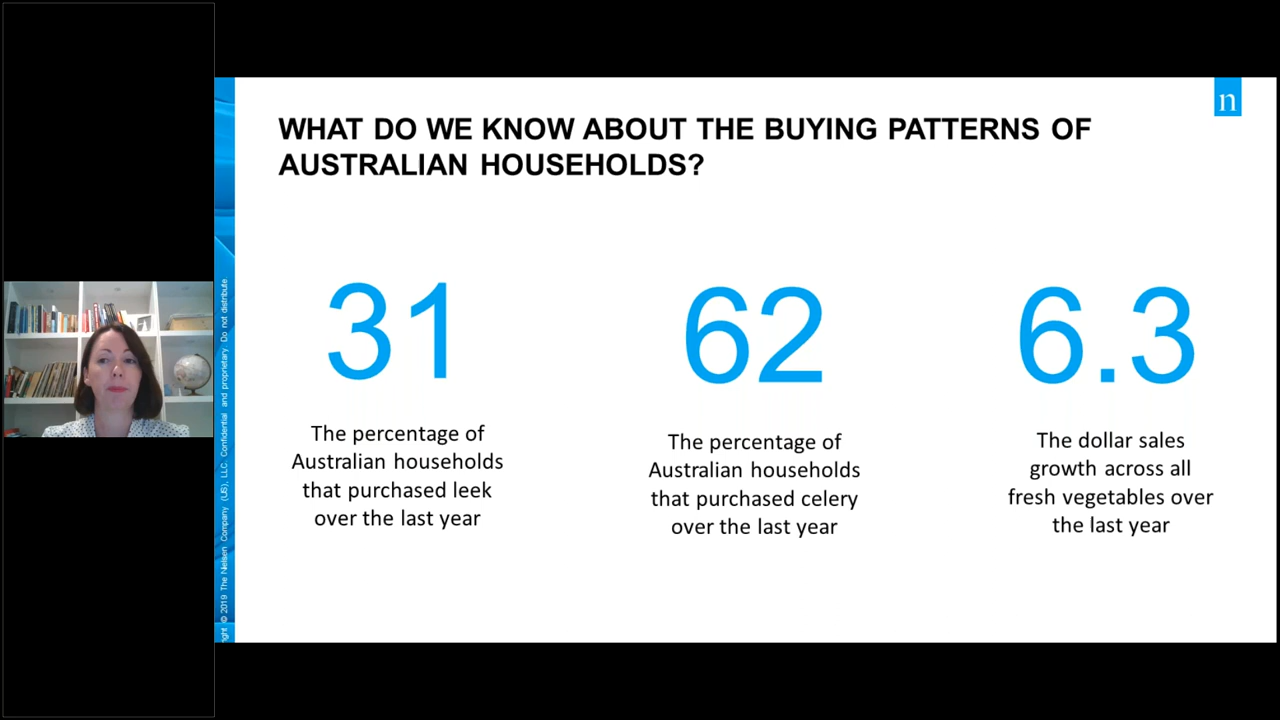 n
WHAT DO WE KNOW ABOUT THE BUYING PATTERNS OF
AUSTRALIAN HOUSEHOLDS?
31
The percentage of
Australian households
that purchased leek
over the last year
62
The percentage of
Australian households
that purchased celery
over the last year
6.3
The dollar sales
growth across all
fresh vegetables over
the last year
ight © 2019 The Nielsen Company (US), LLC. Confidential and proprietary. Do not distribute.